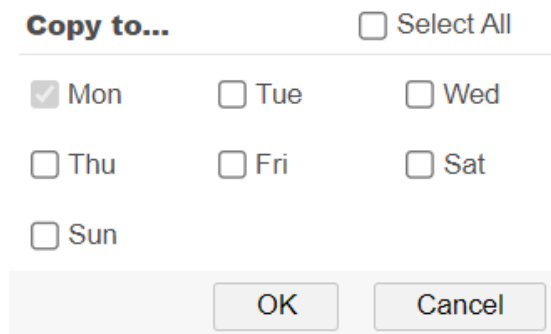 Copy to... Select All
Mon Tue Wed
Thu Fri Sat
Sun
OK Cancel